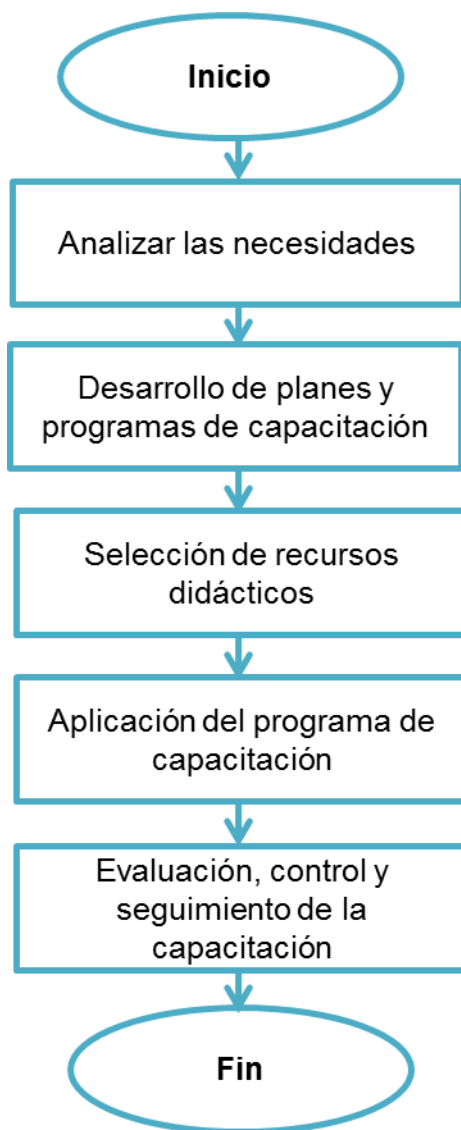 Inicio
Analizar las necesidades
Desarrollo de planes y
programas de capacitación
Selección de recursos
didácticos
Aplicación del programa de
capacitación
Evaluación, control y
seguimiento de la
capacitación
Fin